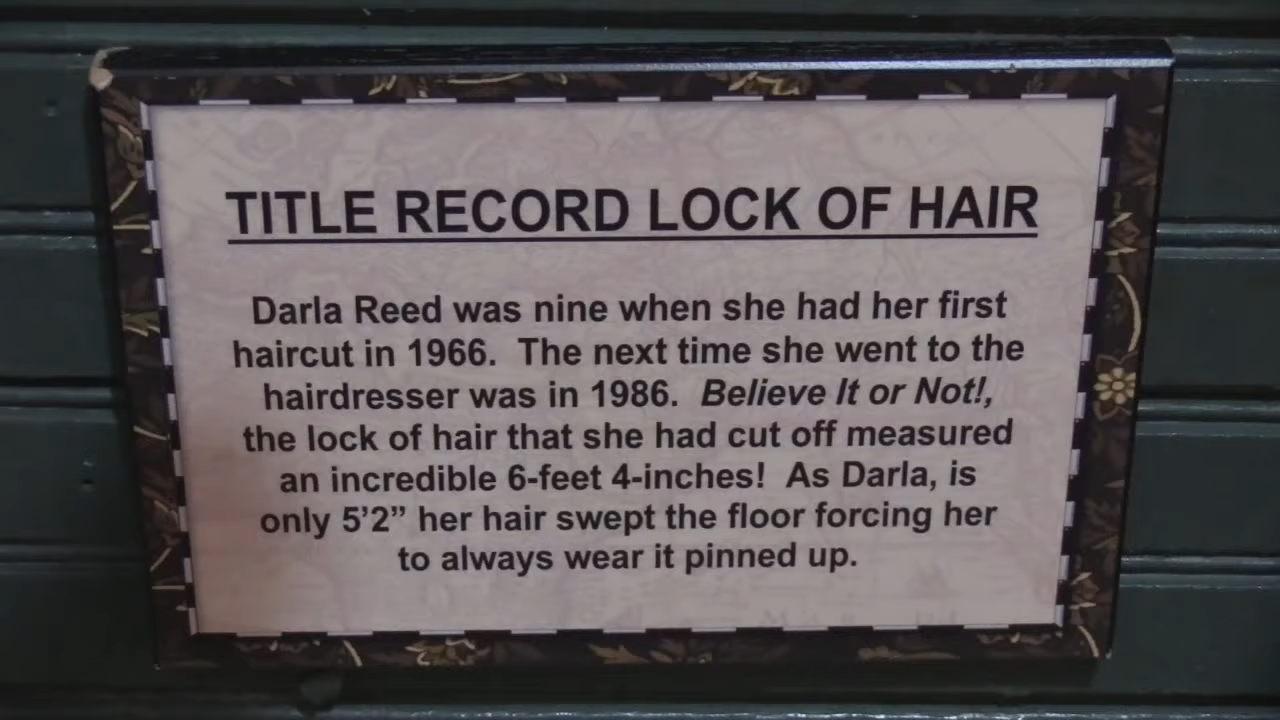 TITLE RECORD LOCK OF HAIR
Darla Reed was nine when she had her first
haircut in 1966.  The next time she went to the
hairdresser was in 1986.  Believe It or Not!,
the lock of hair that she had cut off measured
an incredible 6-feet 4-inches!  As Darla, is
only 5’2” her hair swept the floor forcing her
to always wear it pinned up.